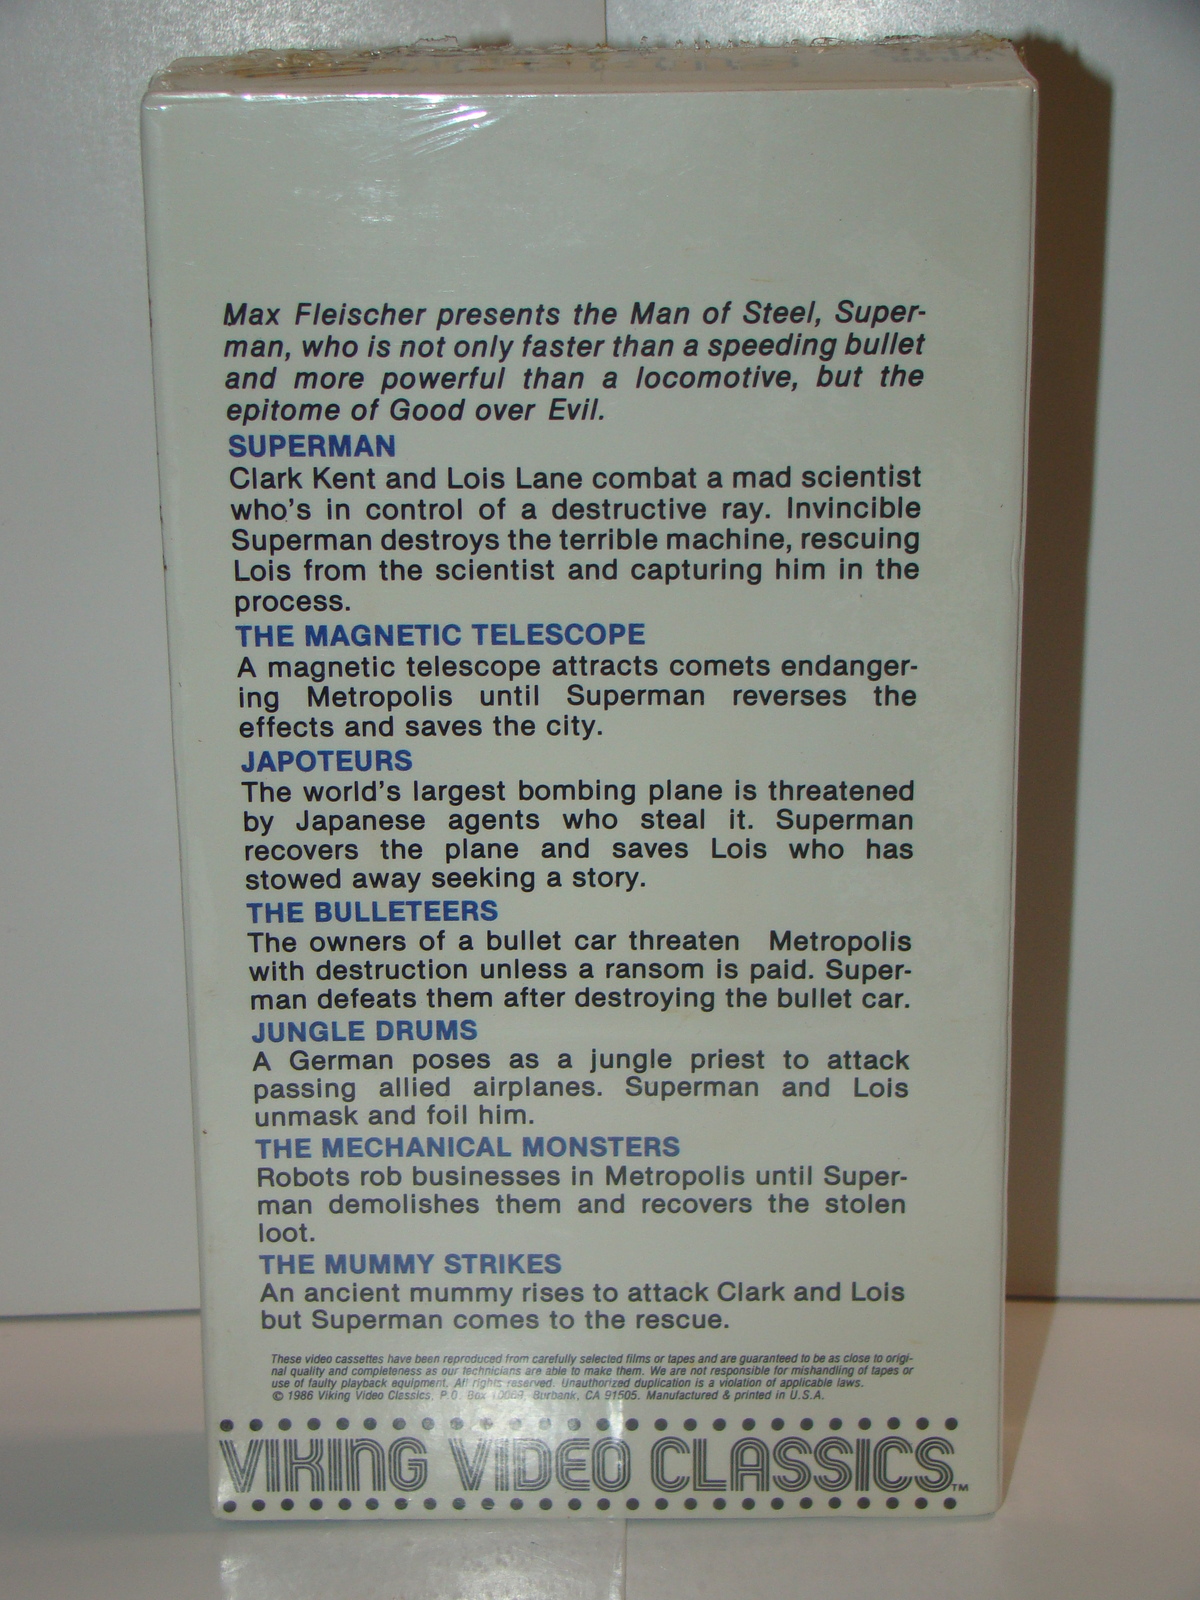 Max Fleischer presents the Man of Steel, Super-
man, who is not only faster than a speeding bullet
and more powerful than a locomotive, but the
epitome of Good over Evil.
SUPERMAN
Clark Kent and Lois Lane combat a mad scientist
who's in control of a destructive ray. Invincible
Superman destroys the terrible machine, rescuing
Lois from the scientist and capturing him in the
process.
THE MAGNETIC TELESCOPE
A magnetic telescope attracts comets endanger-
ing Metropolis until Superman reverses the
effects and saves the city.
JAPOTEURS
The world's largest bombing plane is threatened
by Japanese agents who steal it. Superman
recovers the plane and saves Lois who has
stowed away seeking a story.
THE BULLETEERS
The owners of a bullet car threaten Metropolis
with destruction unless a ransom is paid. Super-
man defeats them after destroying the bullet car.
JUNGLE DRUMS
A German poses as a jungle priest to attack
passing allied airplanes. Superman and Lois
unmask and foil him.
THE MECHANICAL MONSTERS
Robots rob businesses in Metropolis until Super-
man demolishes them and recovers the stolen
loot.
THE MUMMY STRIKES
An ancient mummy rises to attack Clark and Lois
but Superman comes to the rescue.
These video cassettes have been reproduced from carefully selected films or tapes and are guaranteed to be as close to origi-
nal quality and completeness as our technicians are able to make them. We are not responsible for mishandling of tapes or
use of faulty playback equipment. All rights reserved. Unauthorized duplication is a violation of applicable laws.
© 1986 Viking Video Classics, P.O. Box Burbank, CA 91505. Manufactured & printed in U.S.A.
VIKING VIDEO CLASSICS TM